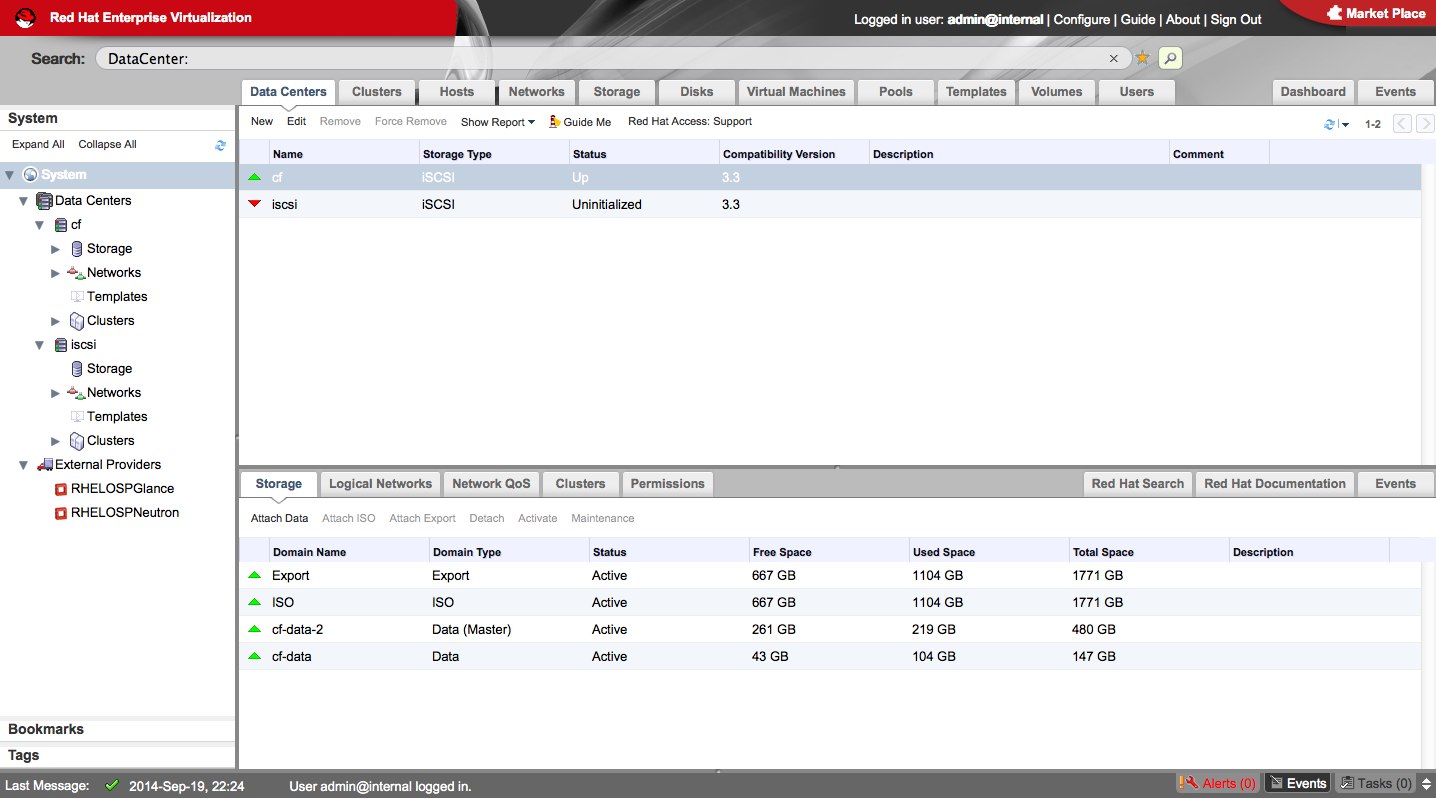 Red Hat Enterprise Virtualization
Logged in user: admin@internal | Configure | Guide | About | Sign Out
Market Place
Search: DataCenter:
Data Centers Clusters Hosts Networks Storage Disks Virtual Machines Pools Templates Volumes Users Dashboard Events
System
Expand All Collapse All
System
Data Centers
cf
Storage
Networks
Templates
Clusters
iscsi
Storage
Networks
Templates
Clusters
External Providers
RHELOSPGlance
RHELOSPNeutron
Bookmarks
Tags
New Edit Remove Force Remove Show Report Guide Me Red Hat Access: Support 1-2
Name Storage Type Status Compatibility Version Description Comment
cf iSCSI Up 3.3
iscsi iSCSI Uninitialized 3.3
Storage Logical Networks Network QoS Clusters Permissions Red Hat Search Red Hat Documentation Events
Attach Data Attach ISO Attach Export Detach Activate Maintenance
Domain Name Domain Type Status Free Space Used Space Total Space Description
Export Export Active 667 GB 1104 GB 1771 GB
ISO ISO Active 667 GB 1104 GB 1771 GB
cf-data-2 Data (Master) Active 261 GB 219 GB 480 GB
cf-data Data Active 43 GB 104 GB 147 GB
Last Message: 2014-Sep-19, 22:24 User admin@internal logged in. Alerts (0) Events Tasks (0)